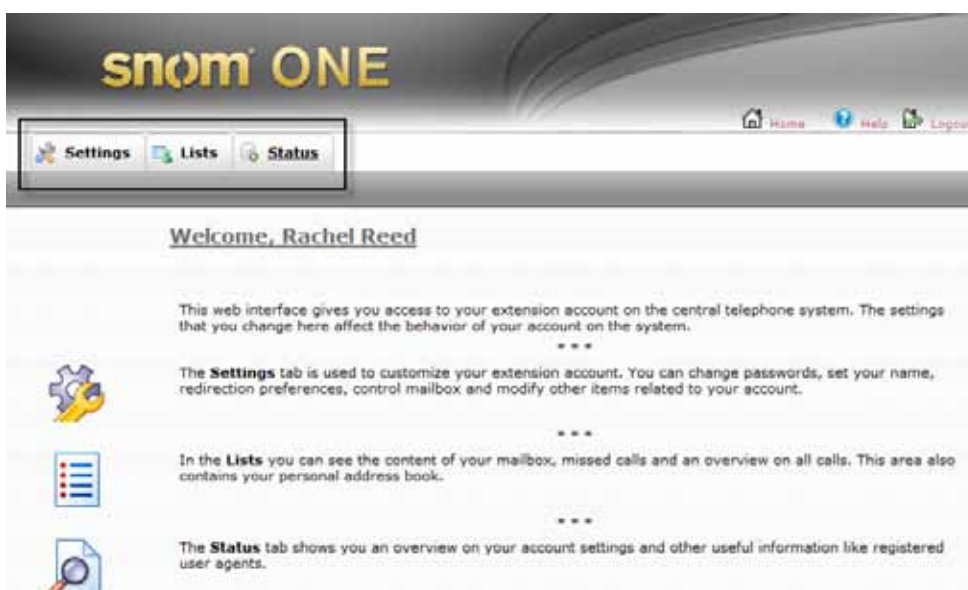 snom ONE
Home Help Logou
Settings Lists Status
Welcome, Rachel Reed
This web interface gives you access to your extension account on the central telephone system. The settings
that you change here affect the behavior of your account on the system.
* * *
The Settings tab is used to customize your extension account. You can change passwords, set your name,
redirection preferences, control mailbox and modify other items related to your account.
* * *
In the Lists you can see the content of your mailbox, missed calls and an overview on all calls. This area also
contains your personal address book.
* * *
The Status tab shows you an overview on your account settings and other useful information like registered
user agents.